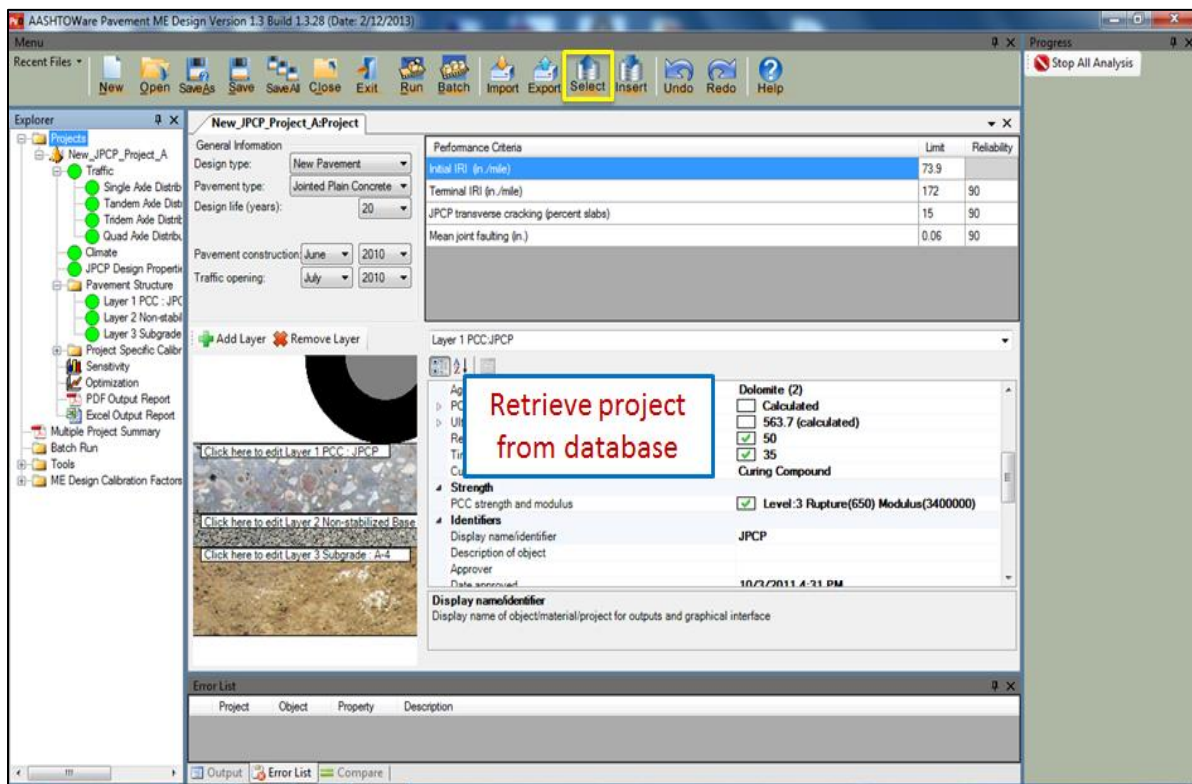 AASHTOWare Pavement ME Design Version 1.3 Build 1.3.28 (Date: 2/12/2013)
Menu
Recent Files
New Open SaveAs Save SaveAll Close Exit Run Batch Import Export Select Insert Undo Redo Help
Progress
Stop All Analysis
Explorer
Projects
New_JPCP_Project_A
Traffic
Single Axle Distrib
Tandem Axle Distr
Tridem Axle Distrib
Quad Axle Distribu
Climate
JPCP Design Properti
Pavement Structure
Layer 1 PCC : JPC
Layer 2 Non-stabil
Layer 3 Subgrade
Project Specific Calibr
Sensitivity
Optimization
PDF Output Report
Excel Output Report
Multiple Project Summary
Batch Run
Tools
ME Design Calibration Factors
New_JPCP_Project_A:Project
General Information
Design type: New Pavement
Pavement type: Jointed Plain Concrete
Design life (years): 20
Pavement construction: June 2010
Traffic opening: July 2010
Performance Criteria Limit Reliability
Initial IRI (in./mile) 73.9
Terminal IRI (in./mile) 172 90
JPCP transverse cracking (percent slabs) 15 90
Mean joint faulting (in.) 0.06 90
Add Layer Remove Layer
Click here to edit Layer 1 PCC : JPCP
Click here to edit Layer 2 Non-stabilized Base
Click here to edit Layer 3 Subgrade : A-4
Layer 1 PCC:JPCP
Retrieve project
from database
Ag Dolomite (2)
PC Calculated
Ult 563.7 (calculated)
Re 50
Tim 35
Cu Curing Compound
Strength
PCC strength and modulus Level:3 Rupture(650) Modulus(3400000)
Identifiers
Display name/identifier JPCP
Description of object
Approver
Date approved 10/3/2011 4:31 PM
Display name/identifier
Display name of object/material/project for outputs and graphical interface
Error List
Project Object Property Description
Output Error List Compare